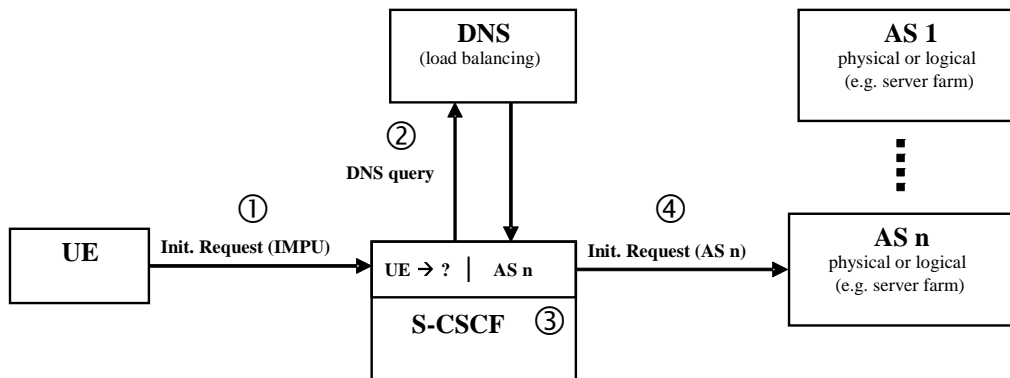 DNS
(load balancing)
AS 1
physical or logical
(e.g. server farm)
②
DNS query
①
Init. Request (IMPU)
④
Init. Request (AS n)
UE
UE → ? | AS n
S-CSCF
③
AS n
physical or logical
(e.g. server farm)